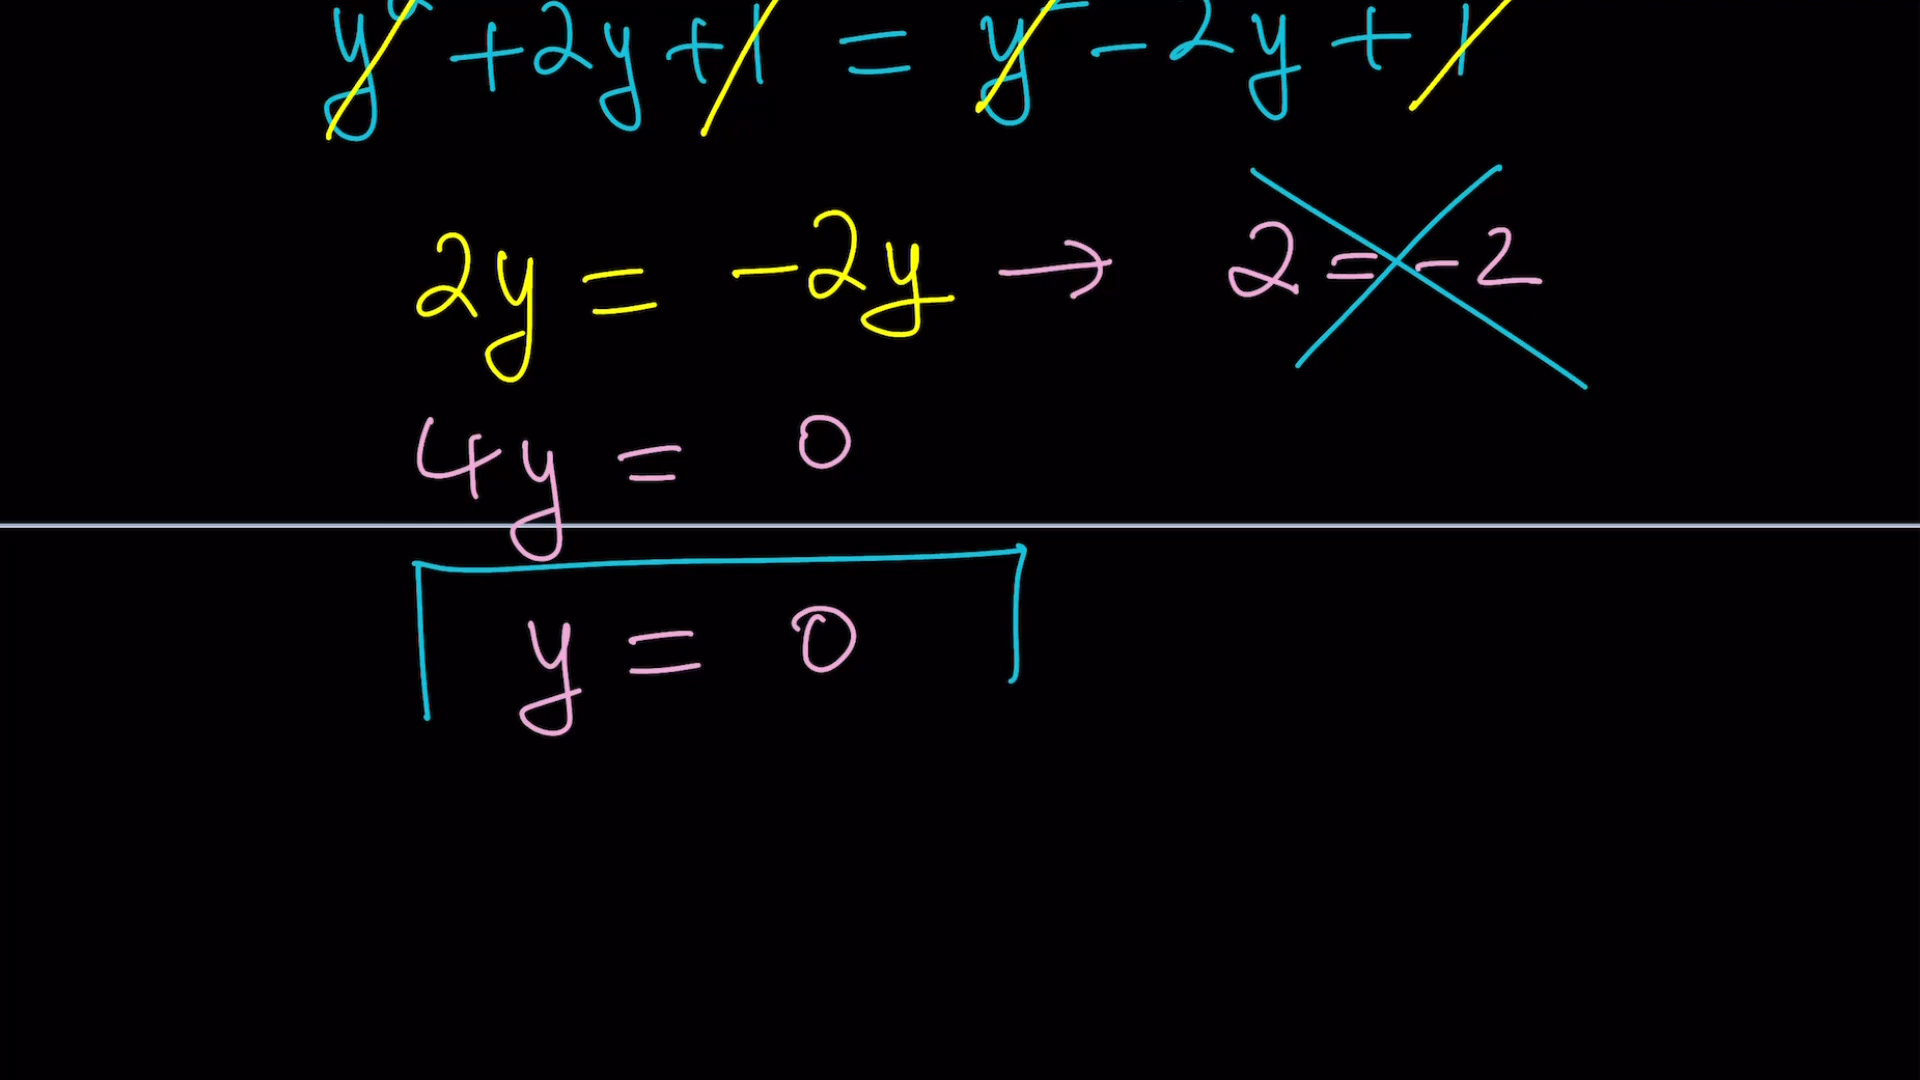 y² +2y +1 = y² -2y + 1
2y = -2y → 2 = -2
4y = 0
y = 0